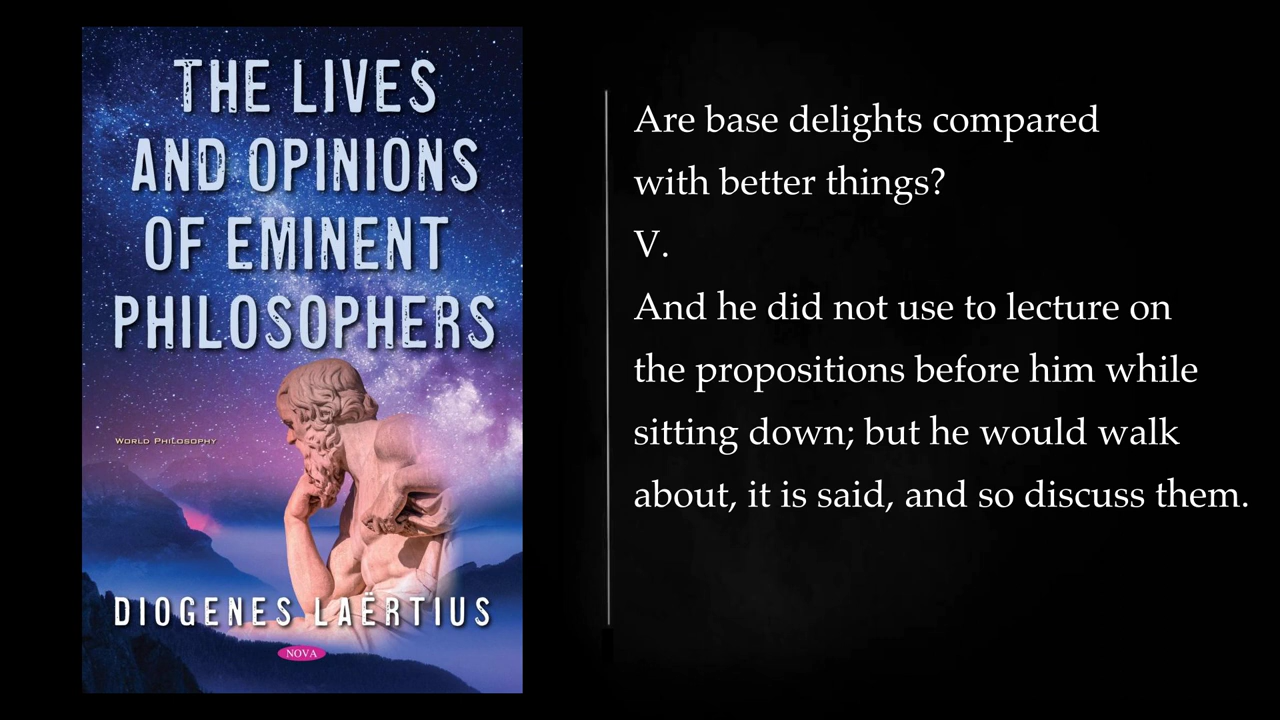 THE LIVES
AND OPINIONS
OF EMINENT
PHILOSOPHERS
WORLD PHILOSOPHY
DIOGENES LAËRTIUS
NOVA
Are base delights compared
with better things?
V.
And he did not use to lecture on
the propositions before him while
sitting down; but he would walk
about, it is said, and so discuss them.